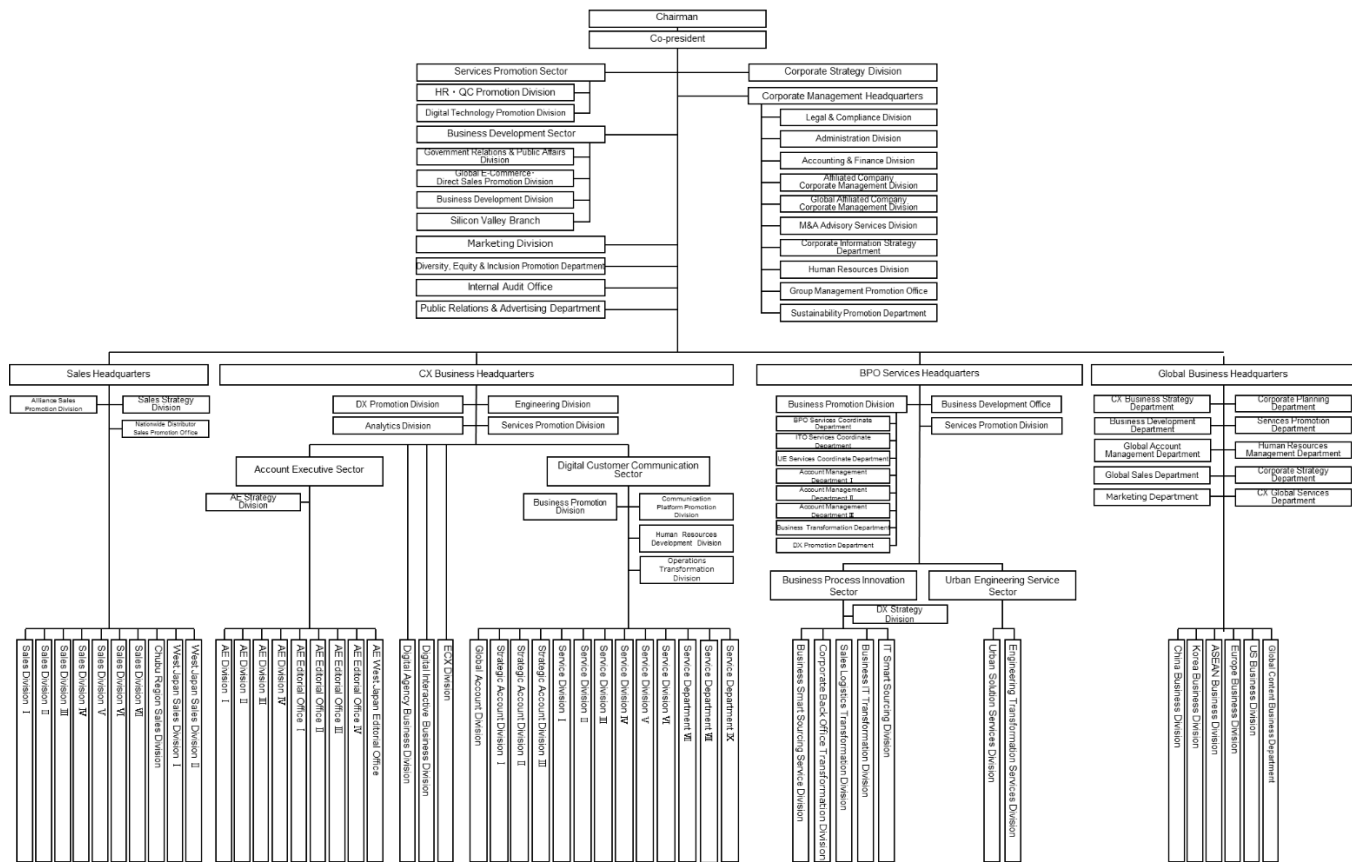 Chairman
Co-president
Services Promotion Sector
HR・QC Promotion Division
Digital Technology Promotion Division
Business Development Sector
Government Relations & Public Affairs
Division
Global E-Commerce・
Direct Sales Promotion Division
Business Development Division
Silicon Valley Branch
Marketing Division
Diversity, Equity & Inclusion Promotion Department
Internal Audit Office
Public Relations & Advertising Department
Corporate Strategy Division
Corporate Management Headquarters
Legal & Compliance Division
Administration Division
Accounting & Finance Division
Affiliated Company
Corporate Management Division
Global Affiliated Company
Corporate Management Division
M&A Advisory Services Division
Corporate Information Strategy
Department
Human Resources Division
Group Management Promotion Office
Sustainability Promotion Department
Sales Headquarters
Alliance Sales
Promotion Division
Sales Strategy
Division
Nationwide Distributor
Sales Promotion Office
Sales Division Ⅰ
Sales Division Ⅱ
Sales Division Ⅲ
Sales Division Ⅳ
Sales Division Ⅴ
Sales Division Ⅵ
Sales Division Ⅶ
Chubu Region Sales Division
West Japan Sales Division Ⅰ
West Japan Sales Division Ⅱ
CX Business Headquarters
DX Promotion Division
Engineering Division
Analytics Division
Services Promotion Division
Account Executive Sector
AE Strategy
Division
AE Division Ⅰ
AE Division Ⅱ
AE Division Ⅲ
AE Division Ⅳ
AE Editorial Office Ⅰ
AE Editorial Office Ⅱ
AE Editorial Office Ⅲ
AE Editorial Office Ⅳ
AE West Japan Editorial Office
Digital Agency Business Division
Digital Interactive Business Division
ECX Division
Digital Customer Communication
Sector
Business Promotion
Division
Communication
Platform Promotion
Division
Human Resources
Development Division
Operations
Transformation
Division
Global Account Division
Strategic Account Division Ⅰ
Strategic Account Division Ⅱ
Strategic Account Division Ⅲ
Service Division Ⅰ
Service Division Ⅱ
Service Division Ⅲ
Service Division Ⅳ
Service Division Ⅴ
Service Division Ⅵ
Service Department Ⅶ
Service Department Ⅷ
Service Department Ⅸ
BPO Services Headquarters
Business Promotion Division
Business Development Office
Services Promotion Division
BPO Services Coordinate
Department
ITO Services Coordinate
Department
UE Services Coordinate Department
Account Management
Department Ⅰ
Account Management
Department Ⅱ
Account Management
Department Ⅲ
Business Transformation Department
DX Promotion Department
Business Process Innovation
Sector
DX Strategy
Division
Business Smart Sourcing Service Division
Corporate Back Office Transformation Division
Sales Logistics Transformation Division
Business IT Transformation Division
IT Smart Sourcing Division
Urban Engineering Service
Sector
Urban Solution Services Division
Engineering Transformation Services Division
Global Business Headquarters
CX Business Strategy
Department
Corporate Planning
Department
Business Development
Department
Services Promotion
Department
Global Account
Management Department
Human Resources
Management Department
Global Sales Department
Corporate Strategy
Department
Marketing Department
CX Global Services
Department
China Business Division
Korea Business Division
ASEAN Business Division
Europe Business Division
US Business Division
Global Content Business Department